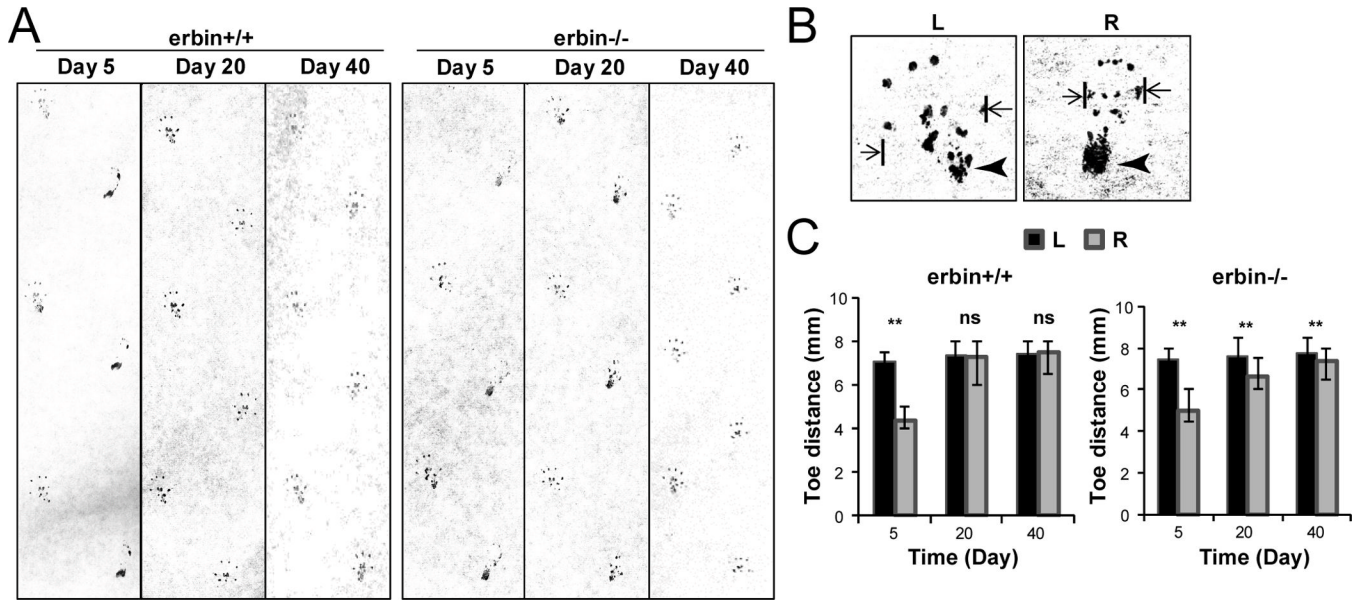 A
erbin+/+
Day 5 Day 20 Day 40
erbin-/-
Day 5 Day 20 Day 40
B
L R
C
L R
erbin+/+
Toe distance (mm)
10
8
6
4
2
0
** ns ns
5 20 40
Time (Day)
erbin-/-
Toe distance (mm)
10
8
6
4
2
0
** ** **
5 20 40
Time (Day)